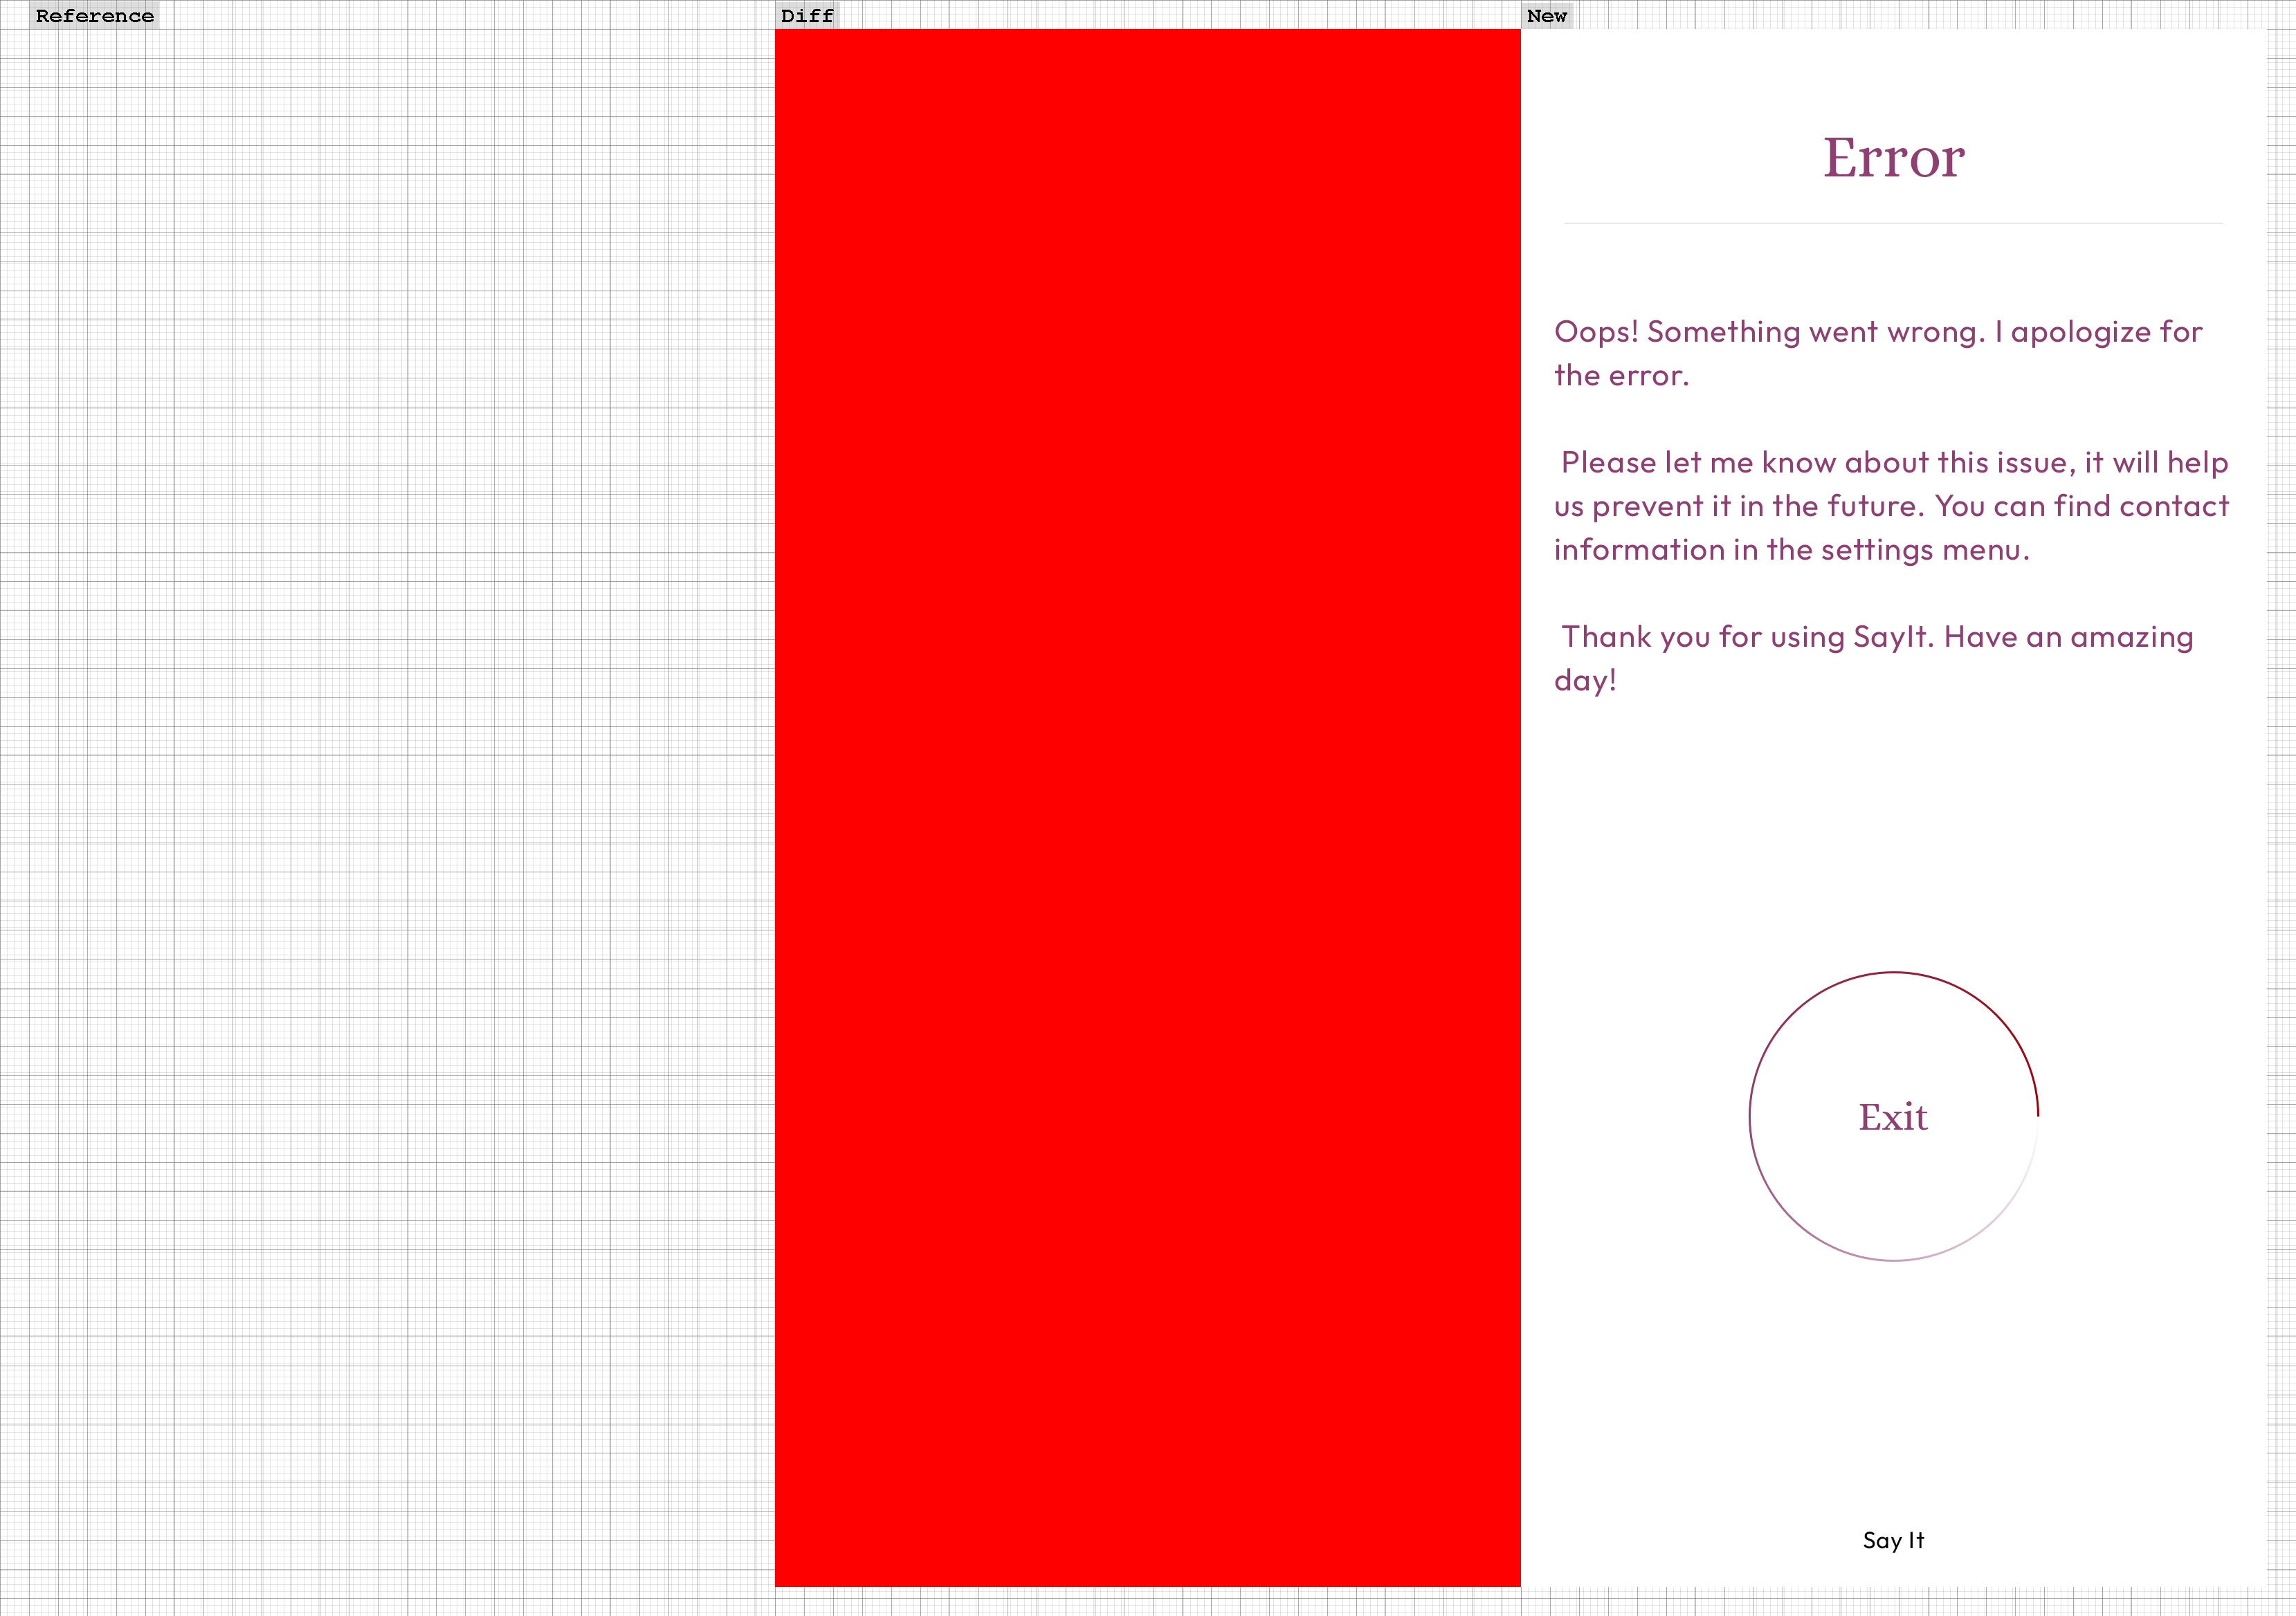 Reference
Diff
New
Error
Oops! Something went wrong. I apologize for
the error.
Please let me know about this issue, it will help
us prevent it in the future. You can find contact
information in the settings menu.
Thank you for using SayIt. Have an amazing
day!
Exit
Say It